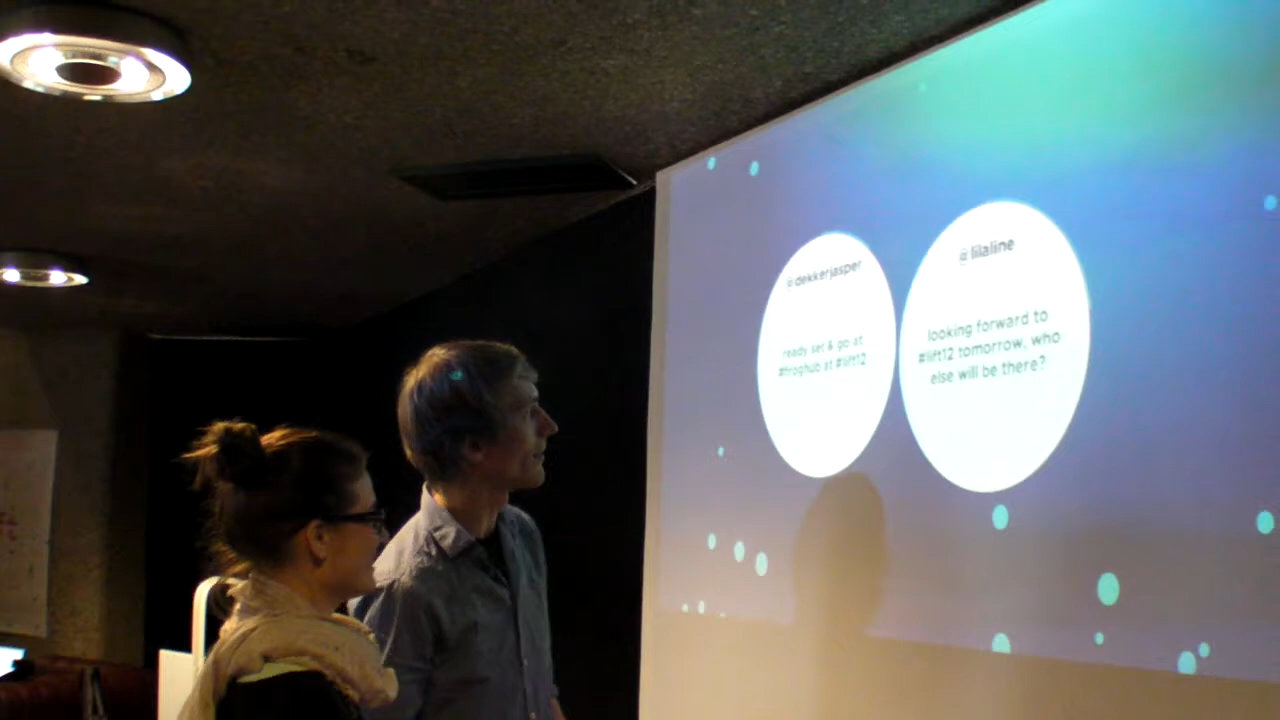 @dekkerjasper
ready set & go at
#froghub at #lift12
@lilaline
looking forward to
#lift12 tomorrow, who
else will be there?